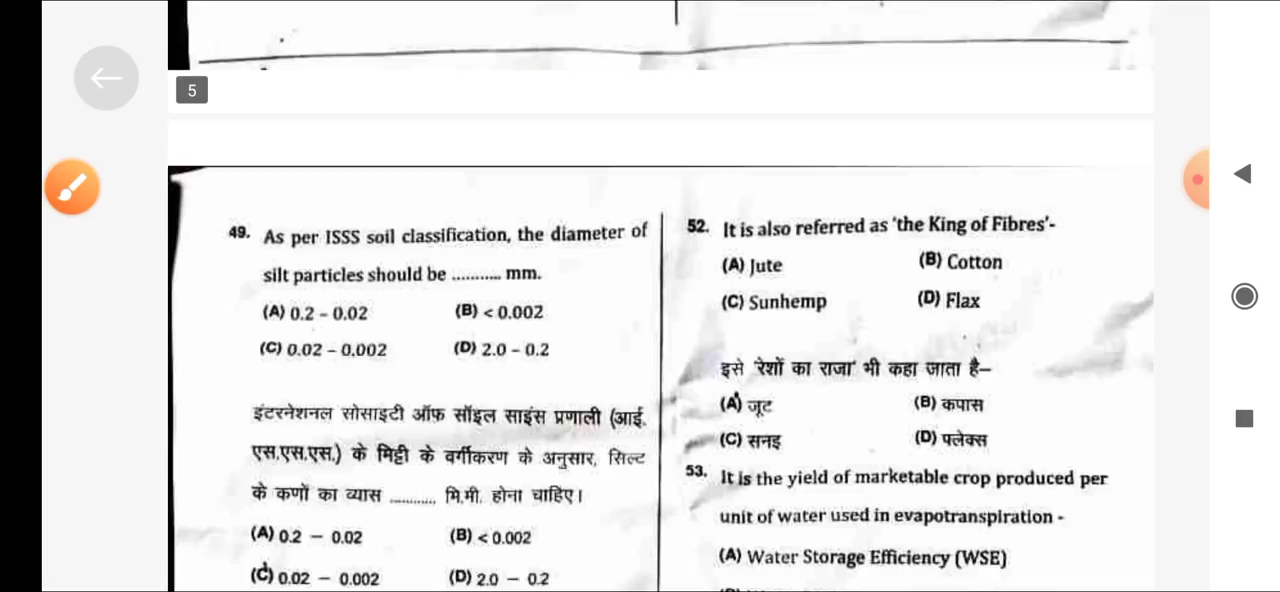 5
49. As per ISSS soil classification, the diameter of
silt particles should be ........... mm.
(A) 0.2 – 0.02 (B) < 0.002
(C) 0.02 – 0.002 (D) 2.0 – 0.2
इंटरनेशनल सोसाइटी ऑफ सॉइल साइंस प्रणाली (आई.
एस.एस.एस.) के मिट्टी के वर्गीकरण के अनुसार, सिल्ट
के कणों का व्यास ........... मि.मी. होना चाहिए।
(A) 0.2 – 0.02 (B) < 0.002
(C) 0.02 – 0.002 (D) 2.0 – 0.2
52. It is also referred as 'the King of Fibres'-
(A) Jute (B) Cotton
(C) Sunhemp (D) Flax
इसे 'रेशों का राजा' भी कहा जाता है–
(A) जूट (B) कपास
(C) सनइ (D) फ्लेक्स
53. It is the yield of marketable crop produced per
unit of water used in evapotranspiration -
(A) Water Storage Efficiency (WSE)